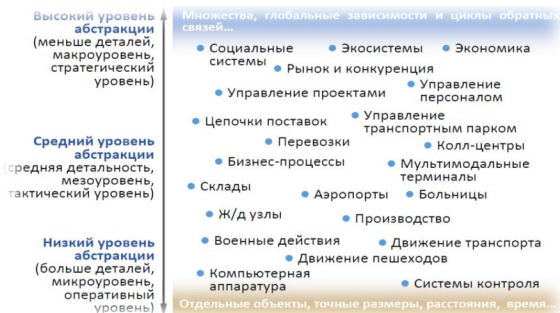 Высокий уровень
абстракции
(меньше деталей,
макроуровень,
стратегический
уровень)
Множества, глобальные зависимости и циклы обратных
связей…
Социальные
системы
Экосистемы
Экономика
Рынок и конкуренция
Управление проектами
Управление
персоналом
Цепочки поставок
Управление
транспортным парком
Средний уровень
абстракции
(средняя детальность,
мезоуровень,
тактический уровень)
Перевозки
Колл-центры
Бизнес-процессы
Мультимодальные
терминалы
Склады
Аэропорты
Больницы
Ж/д узлы
Производство
Низкий уровень
абстракции
(больше деталей,
микроуровень,
оперативный
уровень)
Военные действия
Движение транспорта
Движение пешеходов
Компьютерная
аппаратура
Системы контроля
Отдельные объекты, точные размеры, расстояния, время…